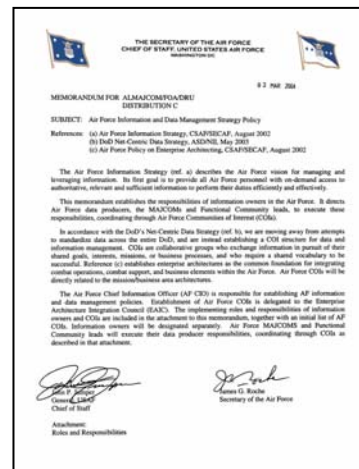 THE SECRETARY OF THE AIR FORCE
CHIEF OF STAFF, UNITED STATES AIR FORCE
WASHINGTON DC
02 MAR 2004
MEMORANDUM FOR ALMAJCOM/FOA/DRU
DISTRIBUTION C
SUBJECT: Air Force Information and Data Management Strategy Policy
References: (a) Air Force Information Strategy, CSAF/SECAF, August 2002
(b) DoD Net-Centric Data Strategy, ASD/NII, May 2003
(c) Air Force Policy on Enterprise Architecting, CSAF/SECAF, August 2002
The Air Force Information Strategy (ref. a) describes the Air Force vision for managing and
leveraging information. Its first goal is to provide all Air Force personnel with on-demand access to
authoritative, relevant and sufficient information to perform their duties efficiently and effectively.
This memorandum establishes the responsibilities of information owners in the Air Force. It directs
Air Force data producers, the MAJCOMs and Functional Community leads, to execute these
responsibilities, coordinating through Air Force Communities of Interest (COIs).
In accordance with the DoD's Net-Centric Data Strategy (ref. b), we are moving away from attempts
to standardize data across the entire DoD, and are instead establishing a COI structure for data and
information management. COIs are collaborative groups who exchange information in pursuit of their
shared goals, interests, missions, or business processes, and who require a shared vocabulary to be
successful. Reference (c) establishes enterprise architectures as the common foundation for integrating
combat operations, combat support, and business elements within the Air Force. Air Force COIs will be
directly related to the mission/business area architectures.
The Air Force Chief Information Officer (AF CIO) is responsible for establishing AF information
and data management policies. Establishment of Air Force COIs is delegated to the Enterprise
Architecture Integration Council (EAIC). The implementing roles and responsibilities of information
owners and COIs are included in the attachment to this memorandum, together with an initial list of AF
COIs. Information owners will be designated separately. Air Force MAJCOMS and Functional
Community leads will execute their data producer responsibilities, coordinating through COIs as
described in that attachment.
John P. Jumper
General, USAF
Chief of Staff
James G. Roche
Secretary of the Air Force
Attachment:
Roles and Responsibilities